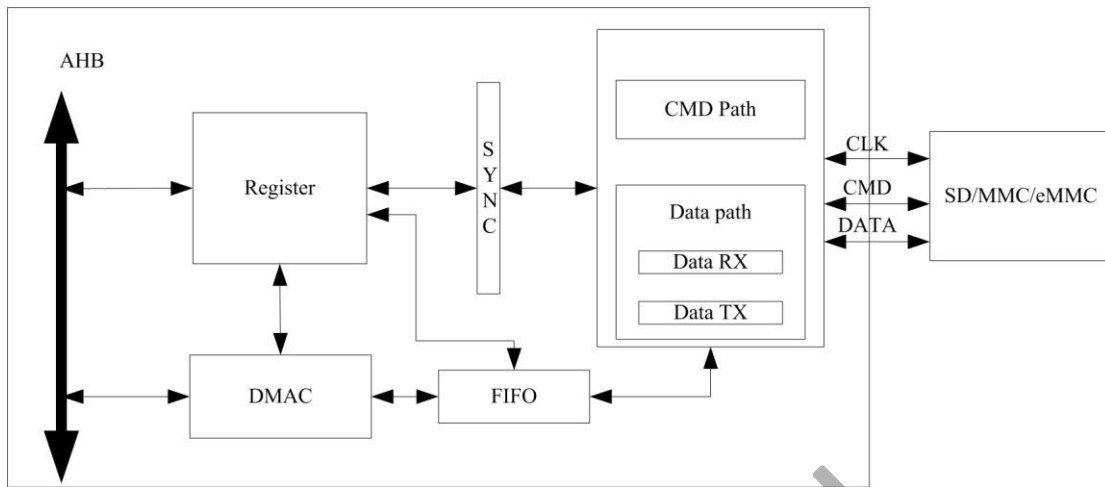 AHB
Register
S
Y
N
C
CMD Path
Data path
Data RX
Data TX
CLK
CMD
DATA
SD/MMC/eMMC
DMAC
FIFO